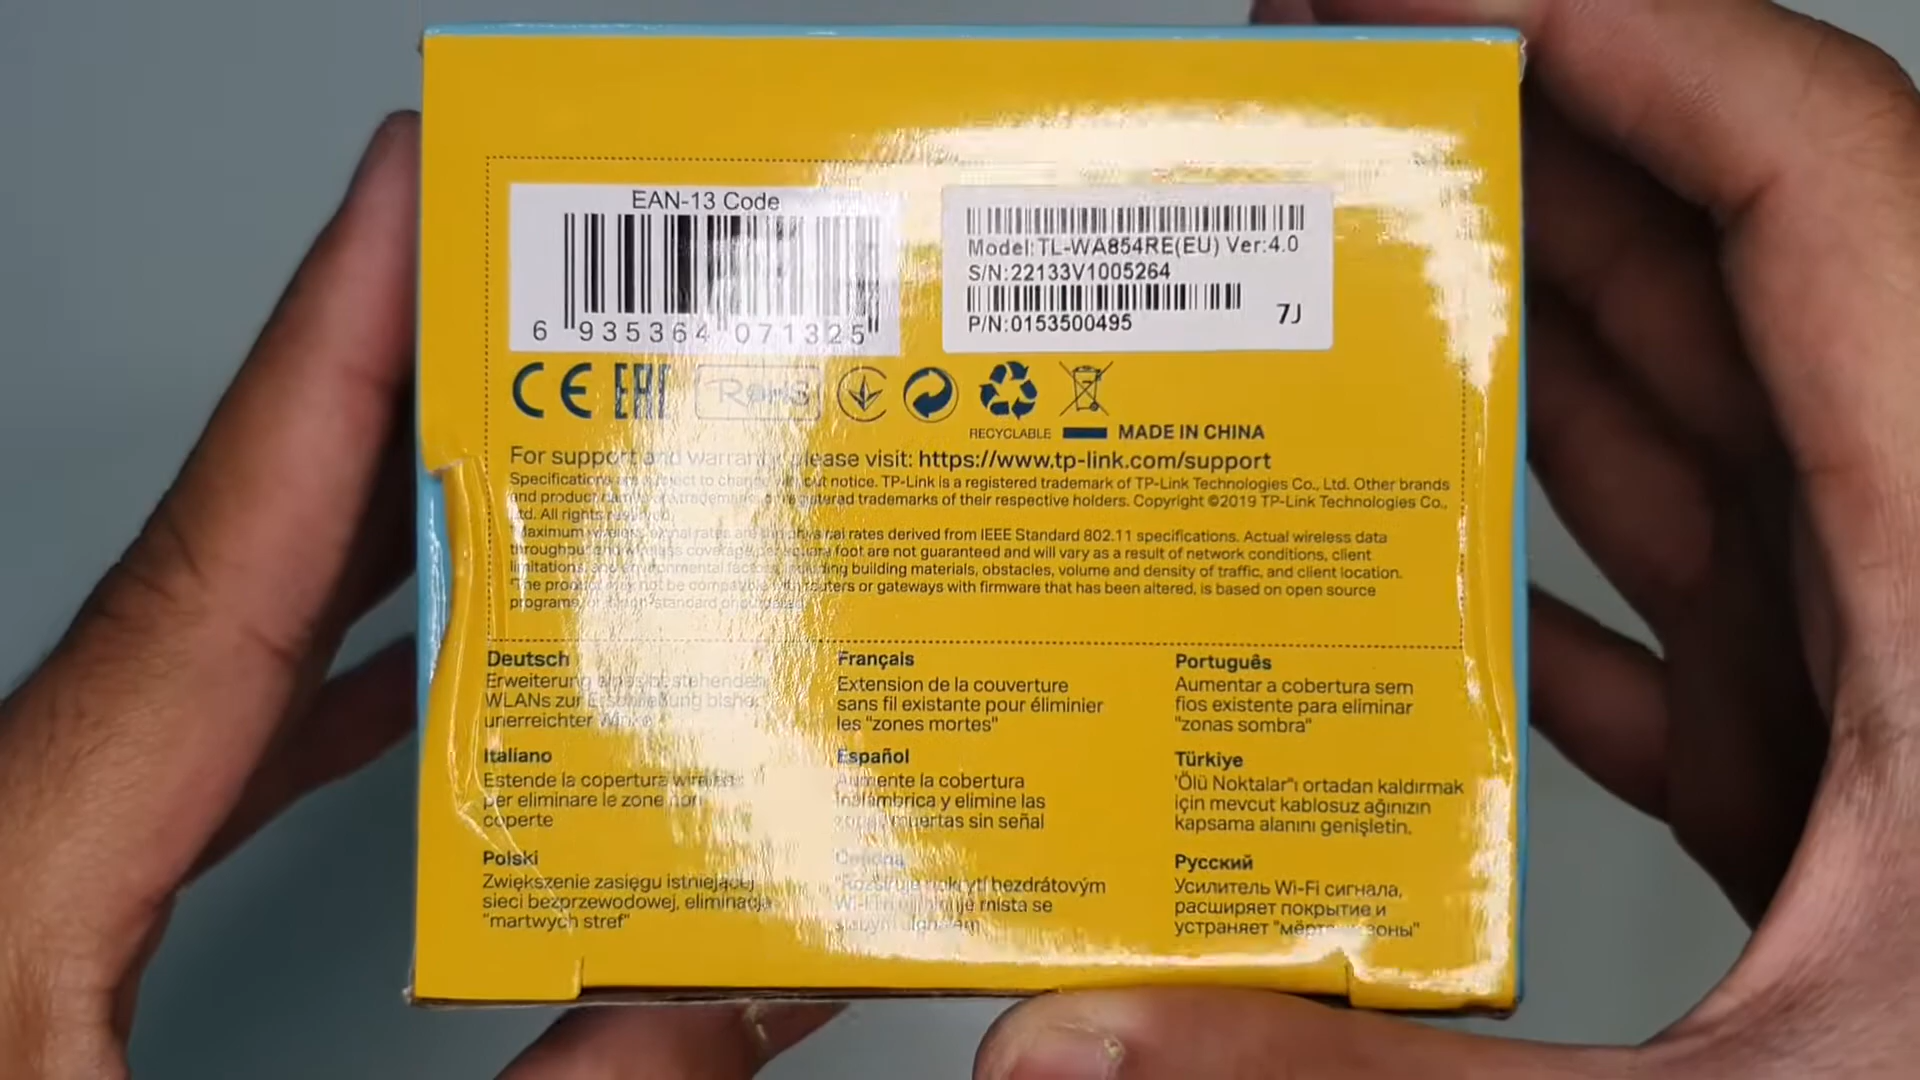 EAN-13 Code
6 935364 071325
Model:TL-WA854RE(EU) Ver:4.0
S/N:22133V1005264
P/N:0153500495
7J
CE EAC RoHS
RECYCLABLE
MADE IN CHINA
For support and warranty please visit: https://www.tp-link.com/support
Specifications are subject to change without notice. TP-Link is a registered trademark of TP-Link Technologies Co., Ltd. Other brands
and product names are trademarks or registered trademarks of their respective holders. Copyright ©2019 TP-Link Technologies Co.,
Ltd. All rights reserved.
Maximum wireless signal rates are the physical rates derived from IEEE Standard 802.11 specifications. Actual wireless data
throughput and wireless coverage per square foot are not guaranteed and will vary as a result of network conditions, client
limitations, and environmental factors, including building materials, obstacles, volume and density of traffic, and client location.
The product may not be compatible with routers or gateways with firmware that has been altered, is based on open source
programs, or non-standard or outdated.
Deutsch
Erweiterung eines bestehenden
WLANs zur Erschließung bisher
unerreichter Winkel
Français
Extension de la couverture
sans fil existante pour éliminier
les "zones mortes"
Português
Aumentar a cobertura sem
fios existente para eliminar
"zonas sombra"
Italiano
Estende la copertura wireless
per eliminare le zone non
coperte
Español
Aumente la cobertura
inalámbrica y elimine las
zonas muertas sin señal
Türkiye
'Ölü Noktalar"ı ortadan kaldırmak
için mevcut kablosuz ağınızın
kapsama alanını genişletin.
Polski
Zwiększenie zasięgu istniejącej
sieci bezprzewodowej, eliminacja
"martwych stref"
Rozšiřuje pokrytí bezdrátovým
Wi-Fi místa se
slabým signálem
Русский
Усилитель Wi-Fi сигнала,
расширяет покрытие и
устраняет "мёртвые зоны"